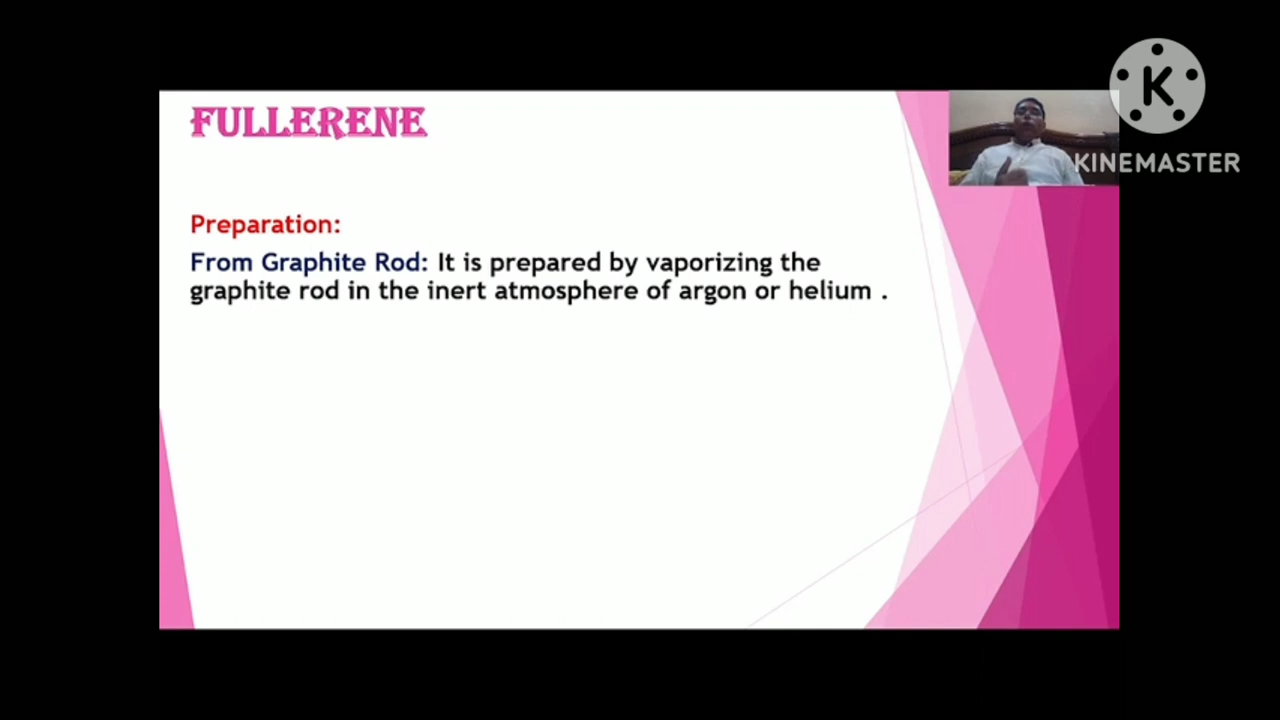 FULLERENE
K
KINEMASTER
Preparation:
From Graphite Rod: It is prepared by vaporizing the
graphite rod in the inert atmosphere of argon or helium .